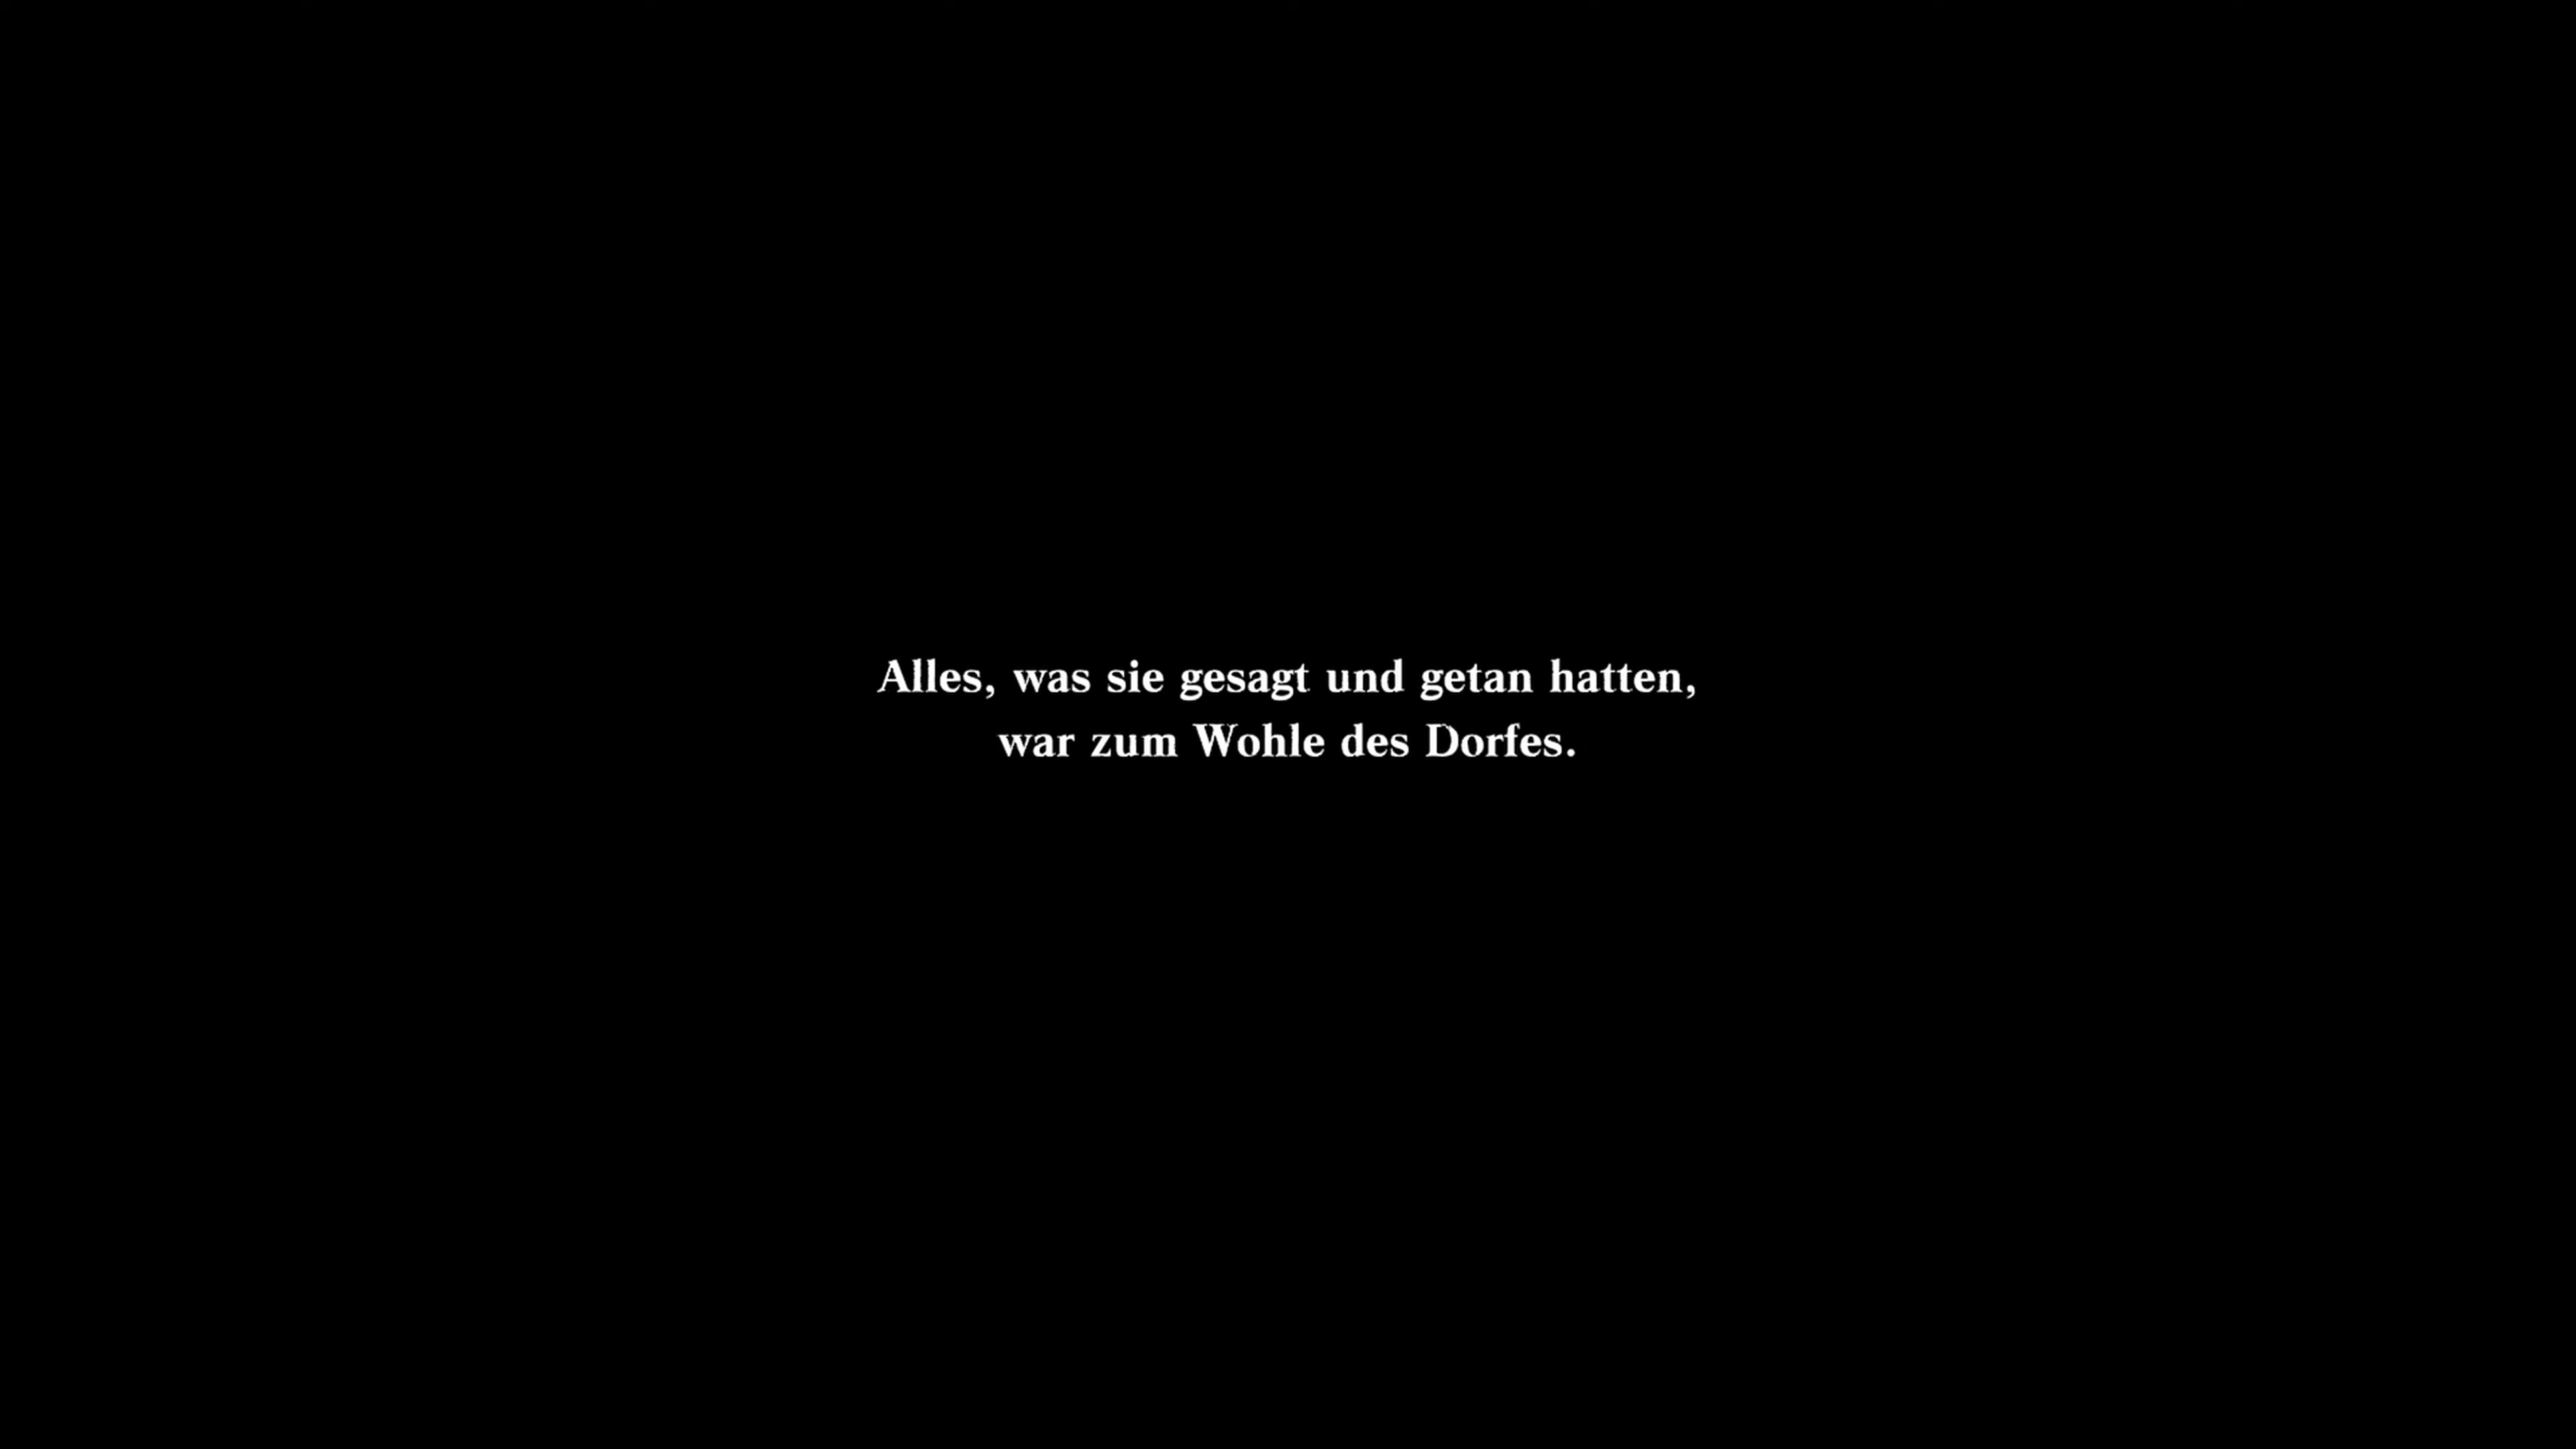 Alles, was sie gesagt und getan hatten,
war zum Wohle des Dorfes.